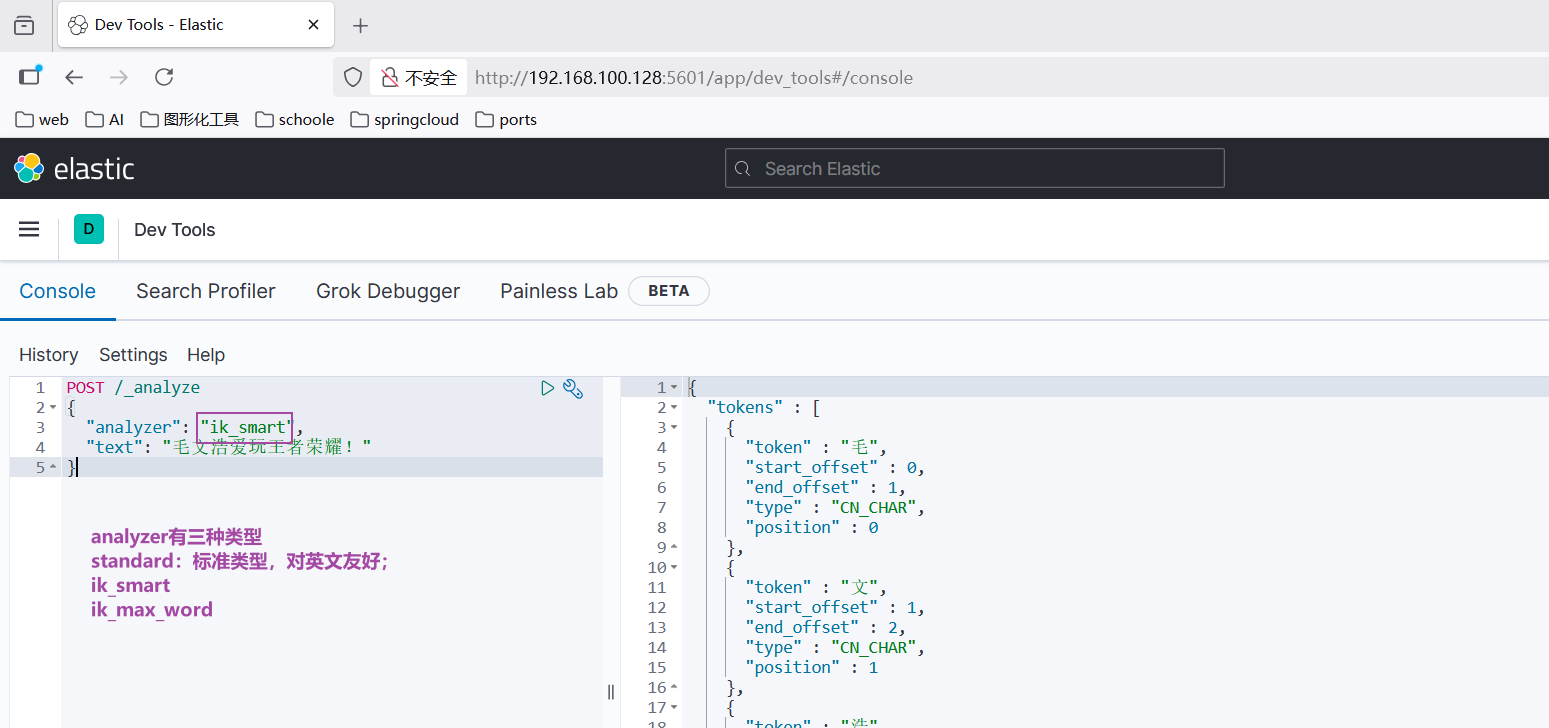 Dev Tools - Elastic
不安全 http://192.168.100.128:5601/app/dev_tools#/console
web AI 图形化工具 schoole springcloud ports
elastic Search Elastic
D Dev Tools
Console Search Profiler Grok Debugger Painless Lab BETA
History Settings Help
1 POST /_analyze
2 {
3 "analyzer": "ik_smart",
4 "text": "毛文浩爱玩王者荣耀！"
5 }
analyzer有三种类型
standard：标准类型，对英文友好；
ik_smart
ik_max_word
1 {
2 "tokens" : [
3 {
4 "token" : "毛",
5 "start_offset" : 0,
6 "end_offset" : 1,
7 "type" : "CN_CHAR",
8 "position" : 0
9 },
10 {
11 "token" : "文",
12 "start_offset" : 1,
13 "end_offset" : 2,
14 "type" : "CN_CHAR",
15 "position" : 1
16 },
17 {
18 "token" : "浩"